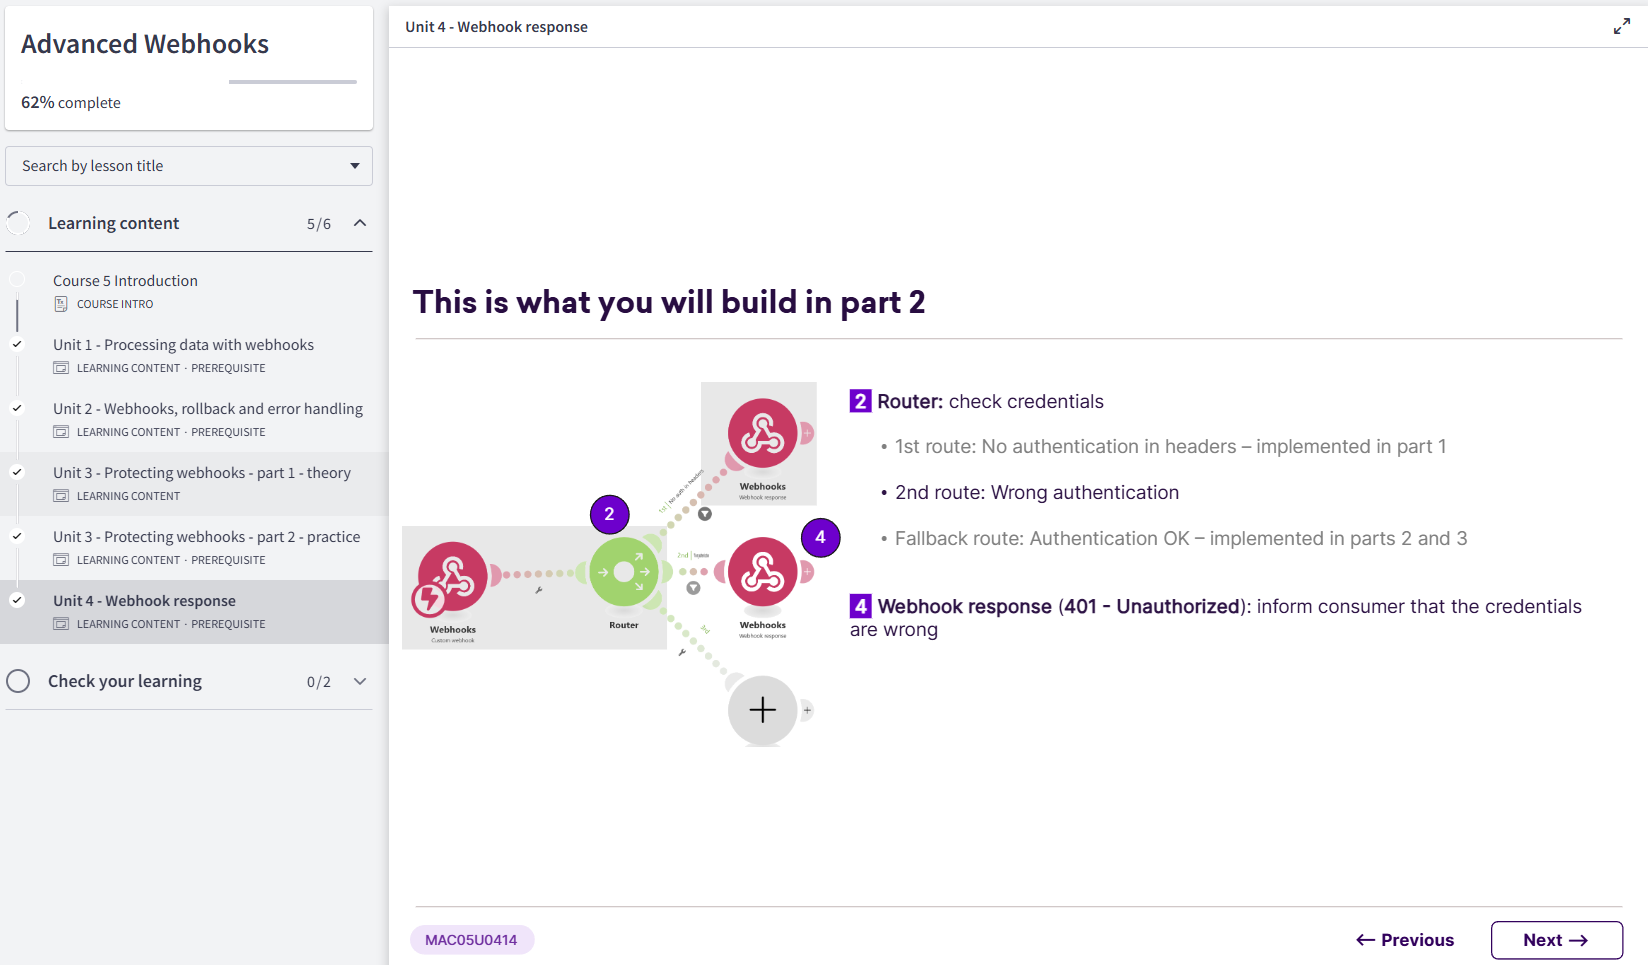 Advanced Webhooks
62% complete
Search by lesson title
Learning content
5/6
Course 5 Introduction
COURSE INTRO
Unit 1 - Processing data with webhooks
LEARNING CONTENT · PREREQUISITE
Unit 2 - Webhooks, rollback and error handling
LEARNING CONTENT · PREREQUISITE
Unit 3 - Protecting webhooks - part 1 - theory
LEARNING CONTENT
Unit 3 - Protecting webhooks - part 2 - practice
LEARNING CONTENT · PREREQUISITE
Unit 4 - Webhook response
LEARNING CONTENT · PREREQUISITE
Check your learning
0/2
Unit 4 - Webhook response
This is what you will build in part 2
Webhooks
Webhook response
1st | No auth in headers
2
4
2nd
Webhooks
Custom webhook
Router
Webhooks
Webhook response
3rd
2 Router: check credentials
• 1st route: No authentication in headers – implemented in part 1
• 2nd route: Wrong authentication
• Fallback route: Authentication OK – implemented in parts 2 and 3
4 Webhook response (401 - Unauthorized): inform consumer that the credentials
are wrong
MAC05U0414
← Previous
Next →